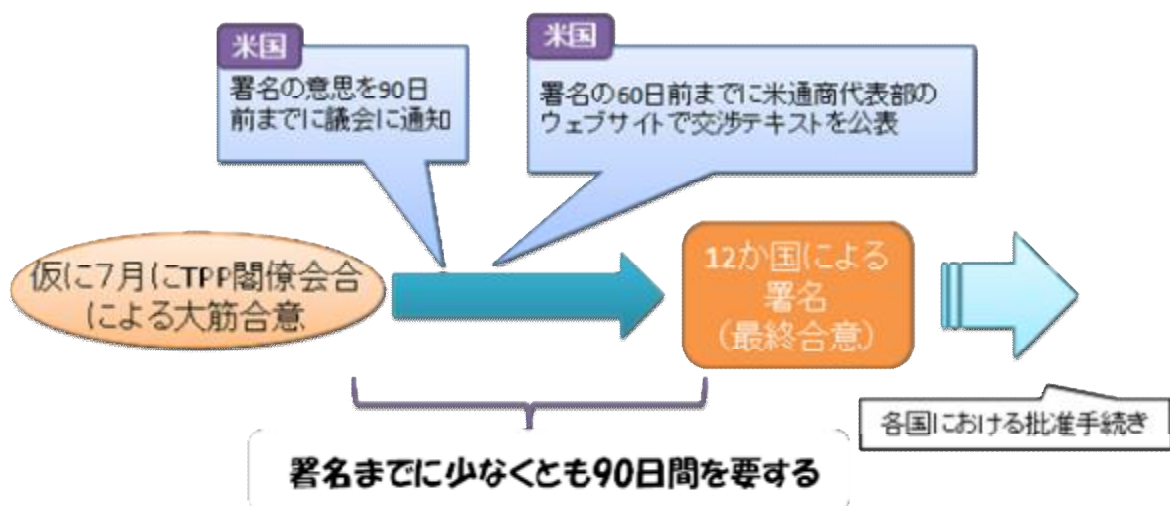 米国
署名の意思を90日
前までに議会に通知
米国
署名の60日前までに米通商代表部の
ウェブサイトで交渉テキストを公表
仮に7月にTPP閣僚会合
による大筋合意
12か国による
署名
（最終合意）
各国における批准手続き
署名までに少なくとも90日間を要する